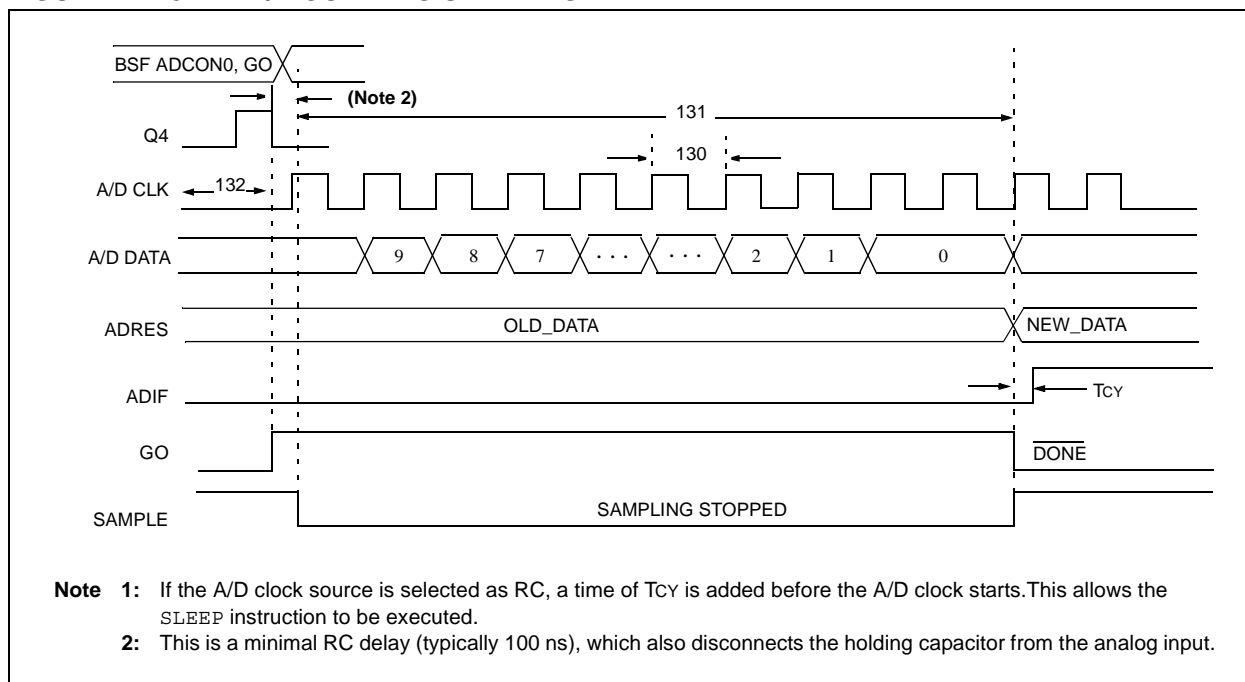 BSF ADCON0, GO
(Note 2)
131
Q4
130
A/D CLK
132
A/D DATA
9 8 7 · · · · · · 2 1 0
ADRES
OLD_DATA
NEW_DATA
ADIF
TCY
GO
DONE
SAMPLE
SAMPLING STOPPED
Note 1: If the A/D clock source is selected as RC, a time of TCY is added before the A/D clock starts.This allows the
SLEEP instruction to be executed.
2: This is a minimal RC delay (typically 100 ns), which also disconnects the holding capacitor from the analog input.